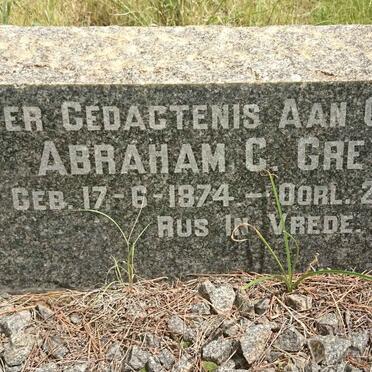 ER GEDACTENIS AAN
ABRAHAM C. GRE
GEB. 17-6-1874 - OORL. 2
RUS IN VREDE.